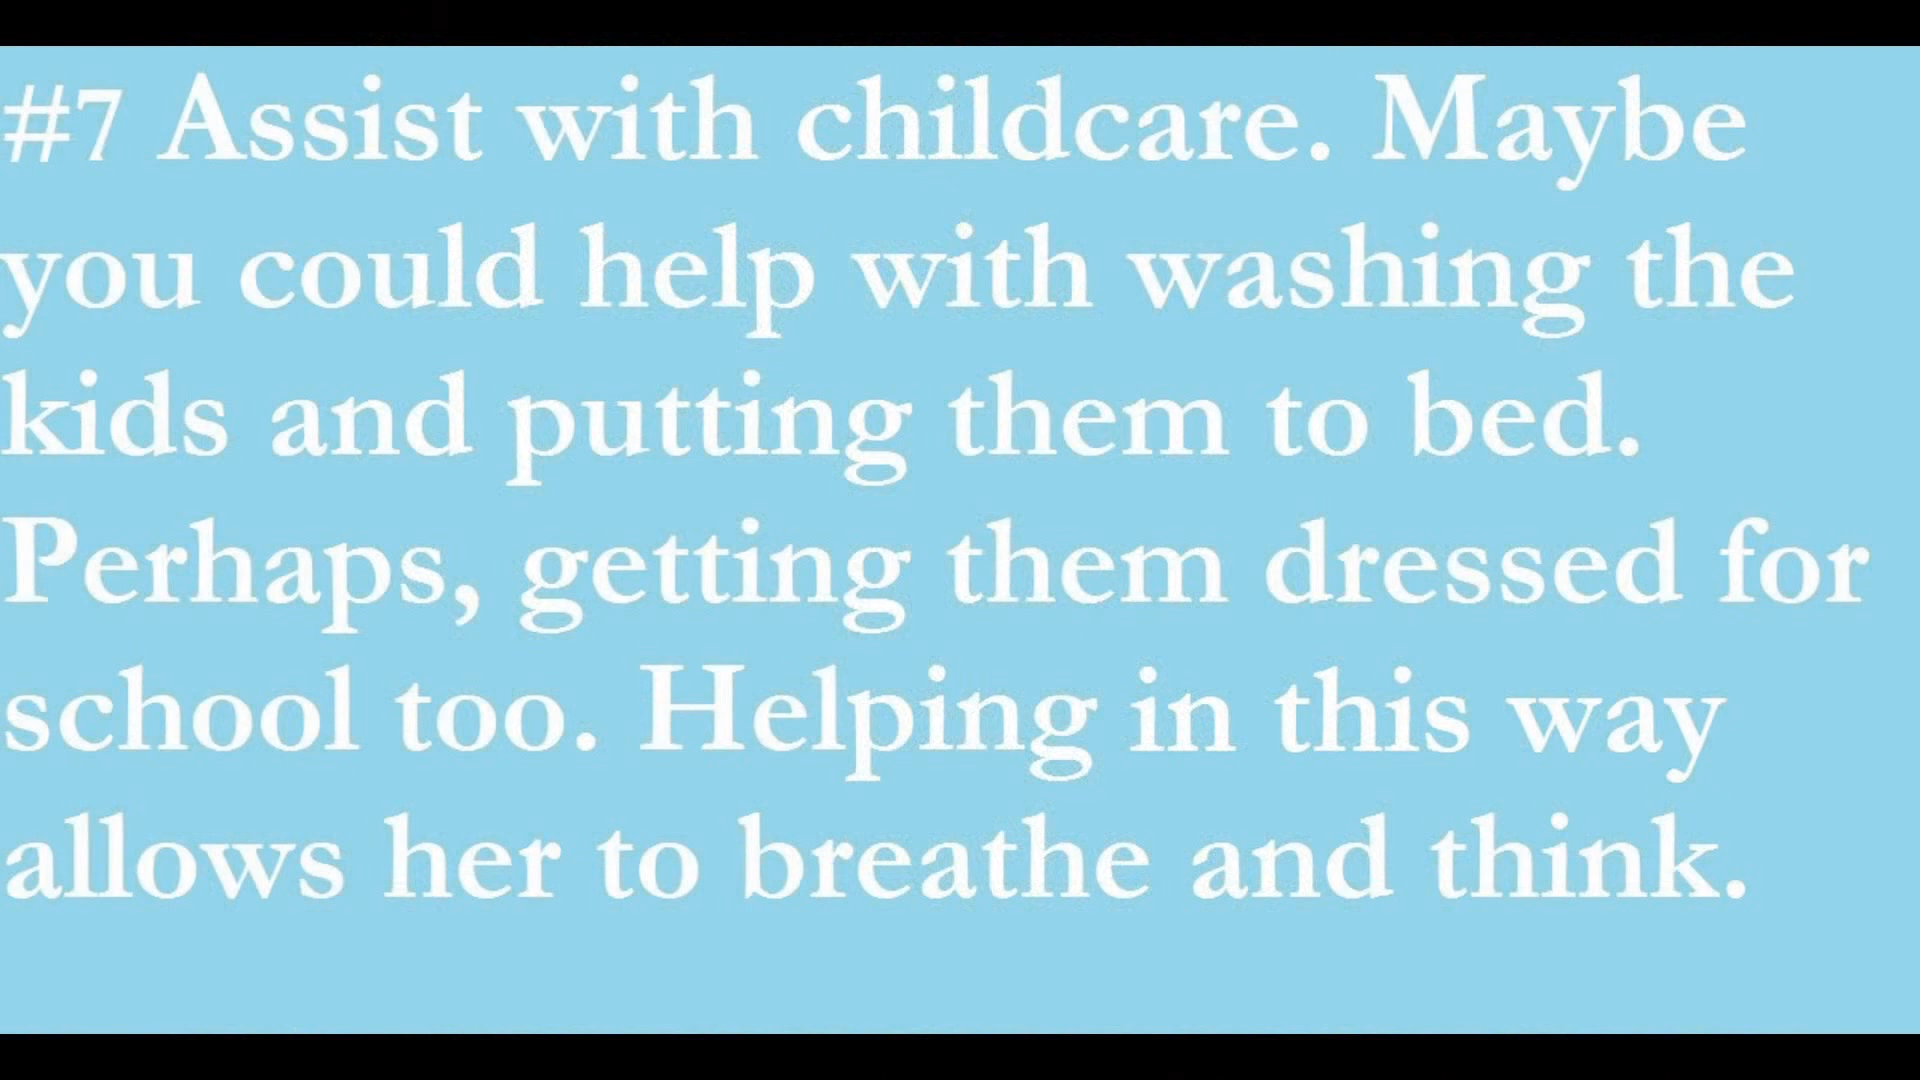 #7 Assist with childcare. Maybe
you could help with washing the
kids and putting them to bed.
Perhaps, getting them dressed for
school too. Helping in this way
allows her to breathe and think.